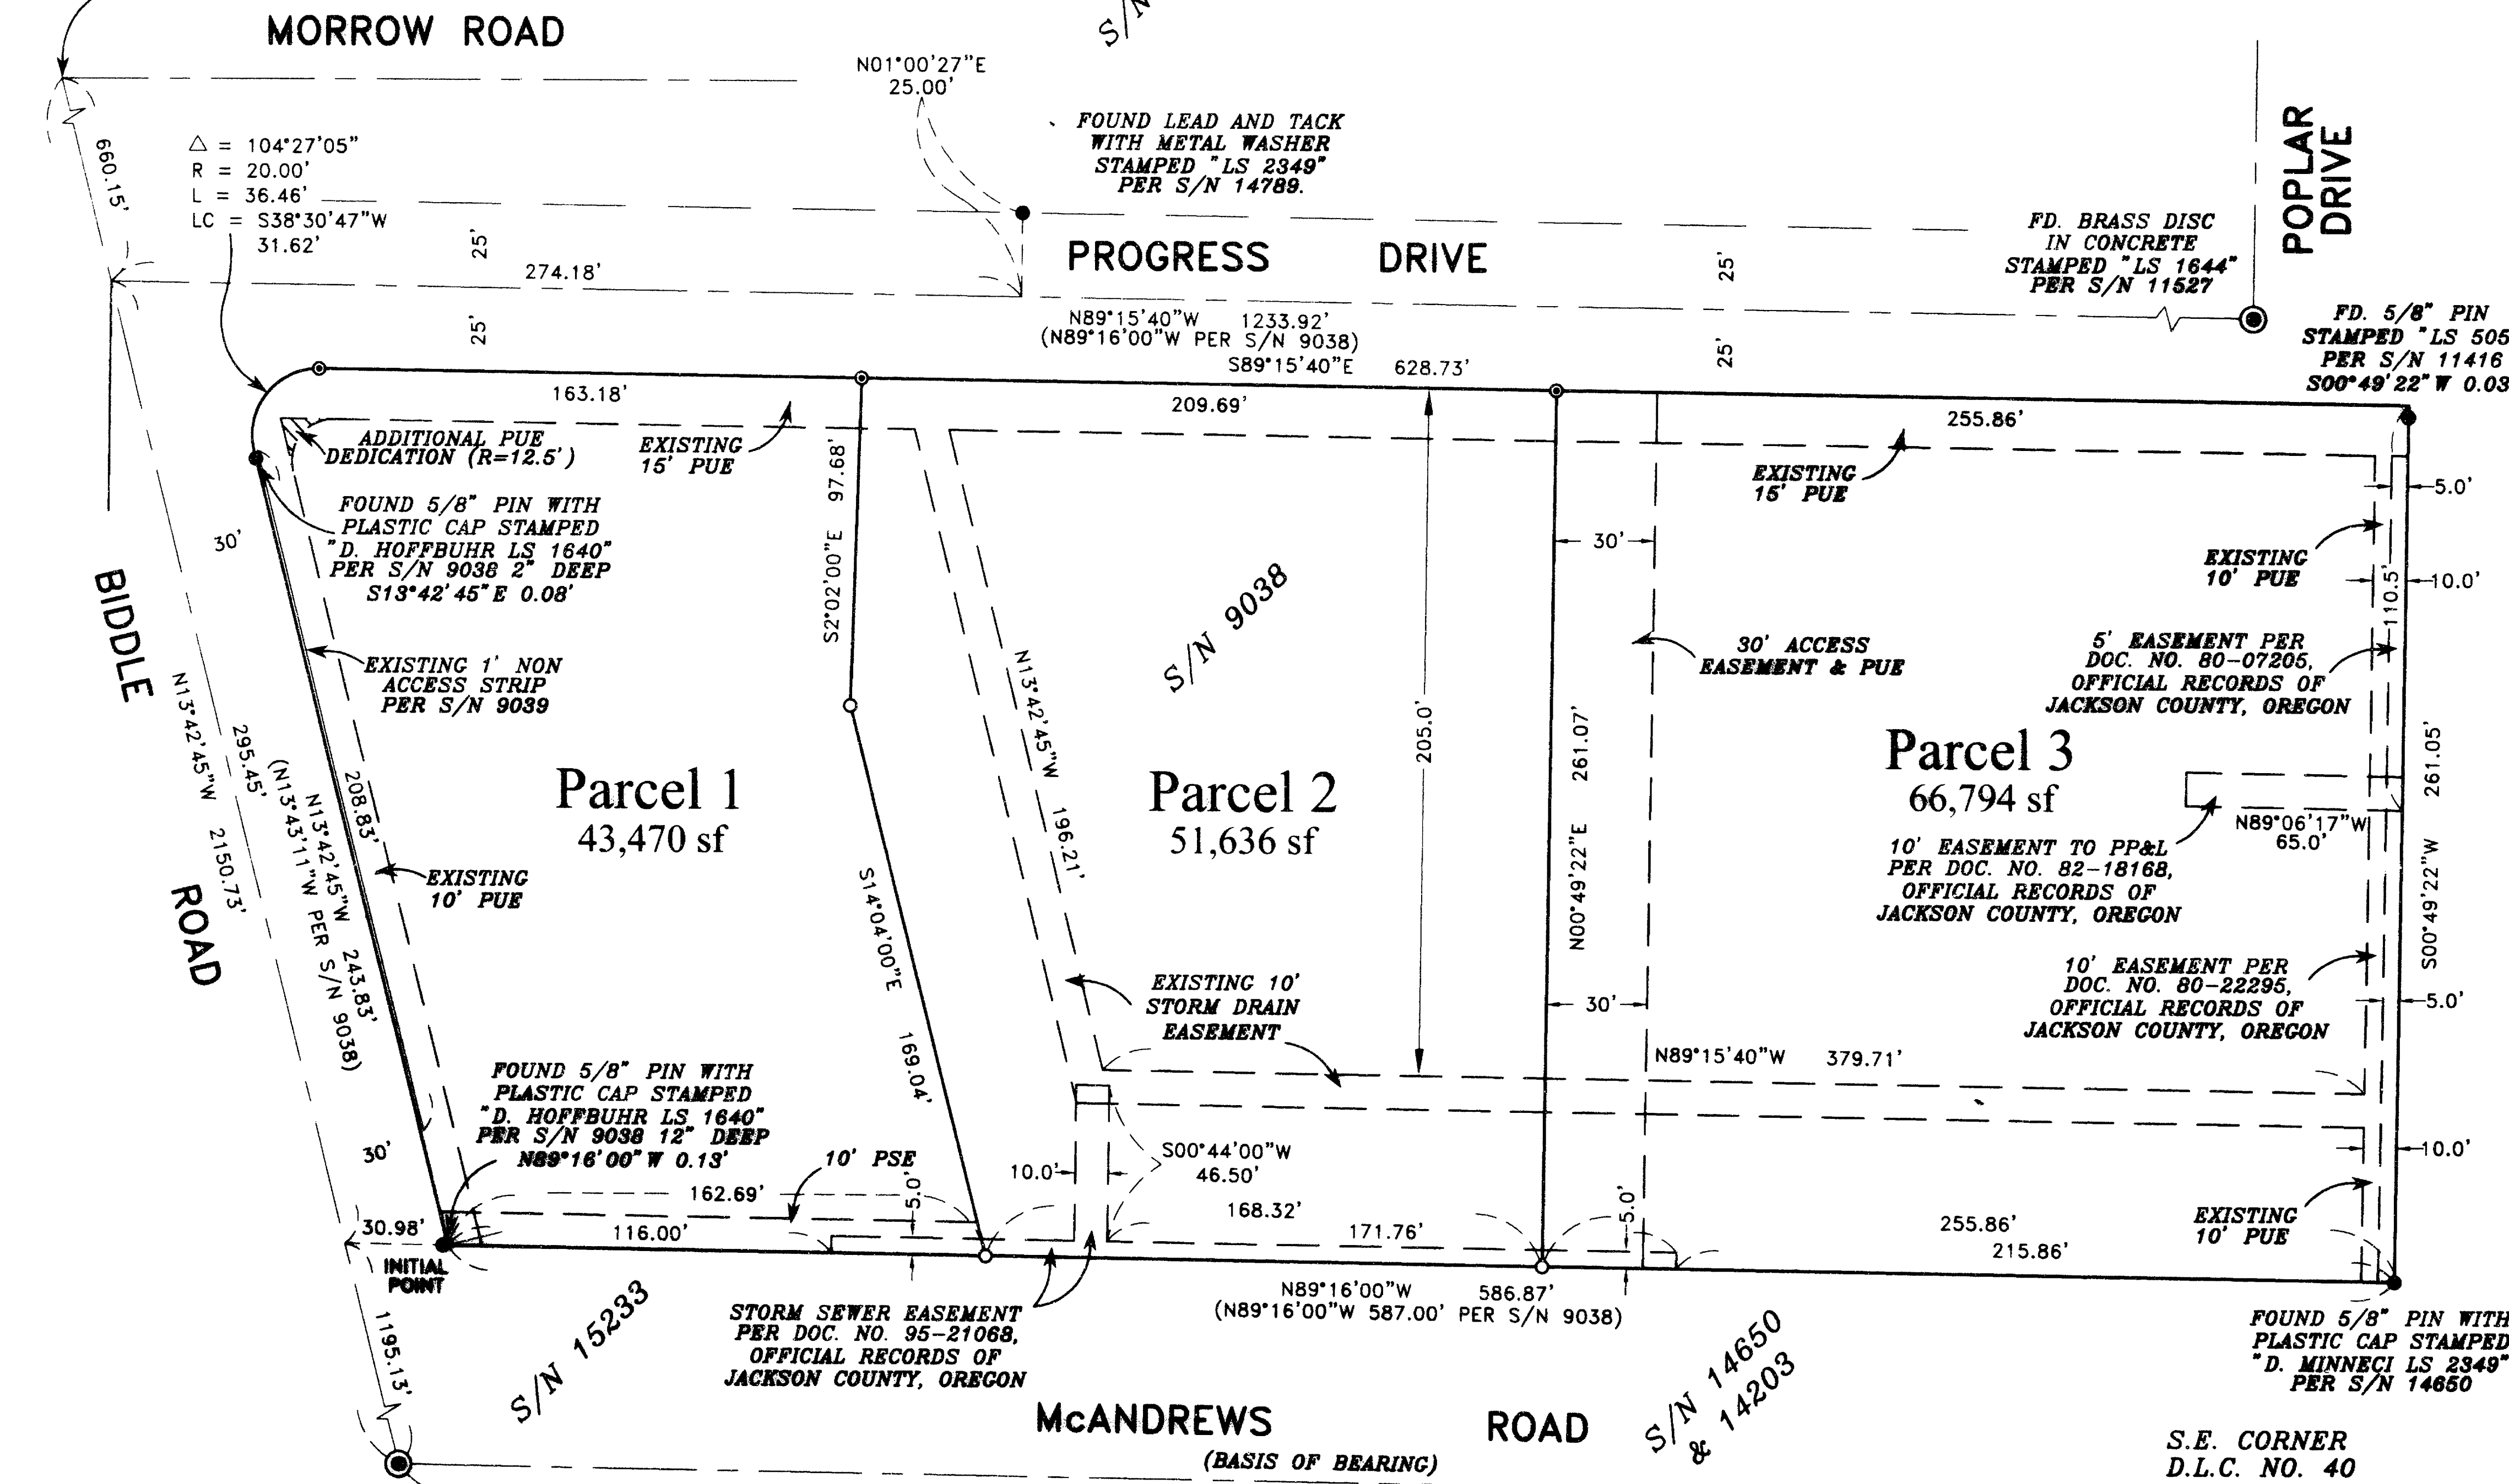 MORROW ROAD
S/N
N01°00'27"E
25.00'
660.15'
△ = 104°27'05"
R = 20.00'
L = 36.46'
LC = S38°30'47"W
31.62'
FOUND LEAD AND TACK
WITH METAL WASHER
STAMPED "LS 2349"
PER S/N 14789.
POPLAR
DRIVE
FD. BRASS DISC
IN CONCRETE
STAMPED "LS 1644"
PER S/N 11527
25'
274.18'
PROGRESS DRIVE
25'
25'
N89°15'40"W 1233.92'
(N89°16'00"W PER S/N 9038)
S89°15'40"E 628.73'
25'
FD. 5/8" PIN
STAMPED "LS 505
PER S/N 11416
S00°49'22"W 0.03
163.18'
209.69'
255.86'
ADDITIONAL PUE
DEDICATION (R=12.5')
EXISTING
15' PUE
S2°02'00"E 97.68'
EXISTING
15' PUE
5.0'
FOUND 5/8" PIN WITH
PLASTIC CAP STAMPED
"D. HOFFBUHR LS 1640"
PER S/N 9038 2" DEEP
S13°42'45"E 0.08'
30'
30'
EXISTING
10' PUE
110.5'
10.0'
BIDDLE
ROAD
S/N 9038
EXISTING 1' NON
ACCESS STRIP
PER S/N 9039
30' ACCESS
EASEMENT & PUE
5' EASEMENT PER
DOC. NO. 80-07205,
OFFICIAL RECORDS OF
JACKSON COUNTY, OREGON
N13°42'45"W 2150.73'
295.45'
(N13°43'11"W PER S/N 9038)
N13°42'45"W 243.83'
208.83'
N13°42'45"W 196.21'
205.0'
N00°49'22"E 261.07'
S00°49'22"W 261.05'
Parcel 1
43,470 sf
Parcel 2
51,636 sf
Parcel 3
66,794 sf
N89°06'17"W
65.0'
10' EASEMENT TO PP&L
PER DOC. NO. 82-18168,
OFFICIAL RECORDS OF
JACKSON COUNTY, OREGON
EXISTING
10' PUE
S14°04'00"E 169.04'
EXISTING 10'
STORM DRAIN
EASEMENT
30'
10' EASEMENT PER
DOC. NO. 80-22295,
OFFICIAL RECORDS OF
JACKSON COUNTY, OREGON
5.0'
N89°15'40"W 379.71'
FOUND 5/8" PIN WITH
PLASTIC CAP STAMPED
"D. HOFFBUHR LS 1640"
PER S/N 9038 12" DEEP
N89°16'00"W 0.13'
30'
10' PSE
S00°44'00"W
46.50'
10.0'
10.0'
162.69'
5.0'
168.32'
5.0'
EXISTING
10' PUE
30.98'
116.00'
171.76'
255.86'
215.86'
INITIAL
POINT
N89°16'00"W 586.87'
(N89°16'00"W 587.00' PER S/N 9038)
STORM SEWER EASEMENT
PER DOC. NO. 95-21068,
OFFICIAL RECORDS OF
JACKSON COUNTY, OREGON
1195.13'
S/N 15233
S/N 14650
& 14203
FOUND 5/8" PIN WITH
PLASTIC CAP STAMPED
"D. MINNECI LS 2349"
PER S/N 14650
McANDREWS ROAD
(BASIS OF BEARING)
S.E. CORNER
D.L.C. NO. 40